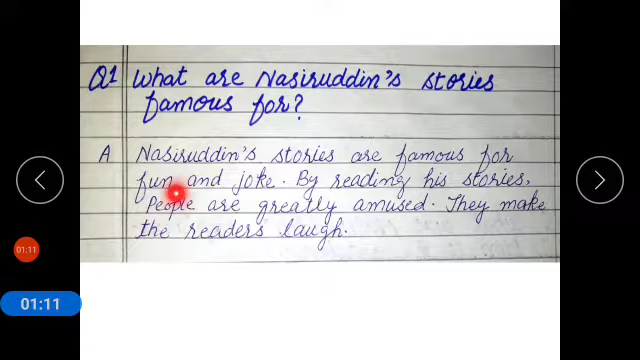 Q1 What are Nasiruddin's stories
famous for?
A Nasiruddin's stories are famous for
fun and joke. By reading his stories,
People are greatly amused. They make
the readers laugh.
01:11
01:11